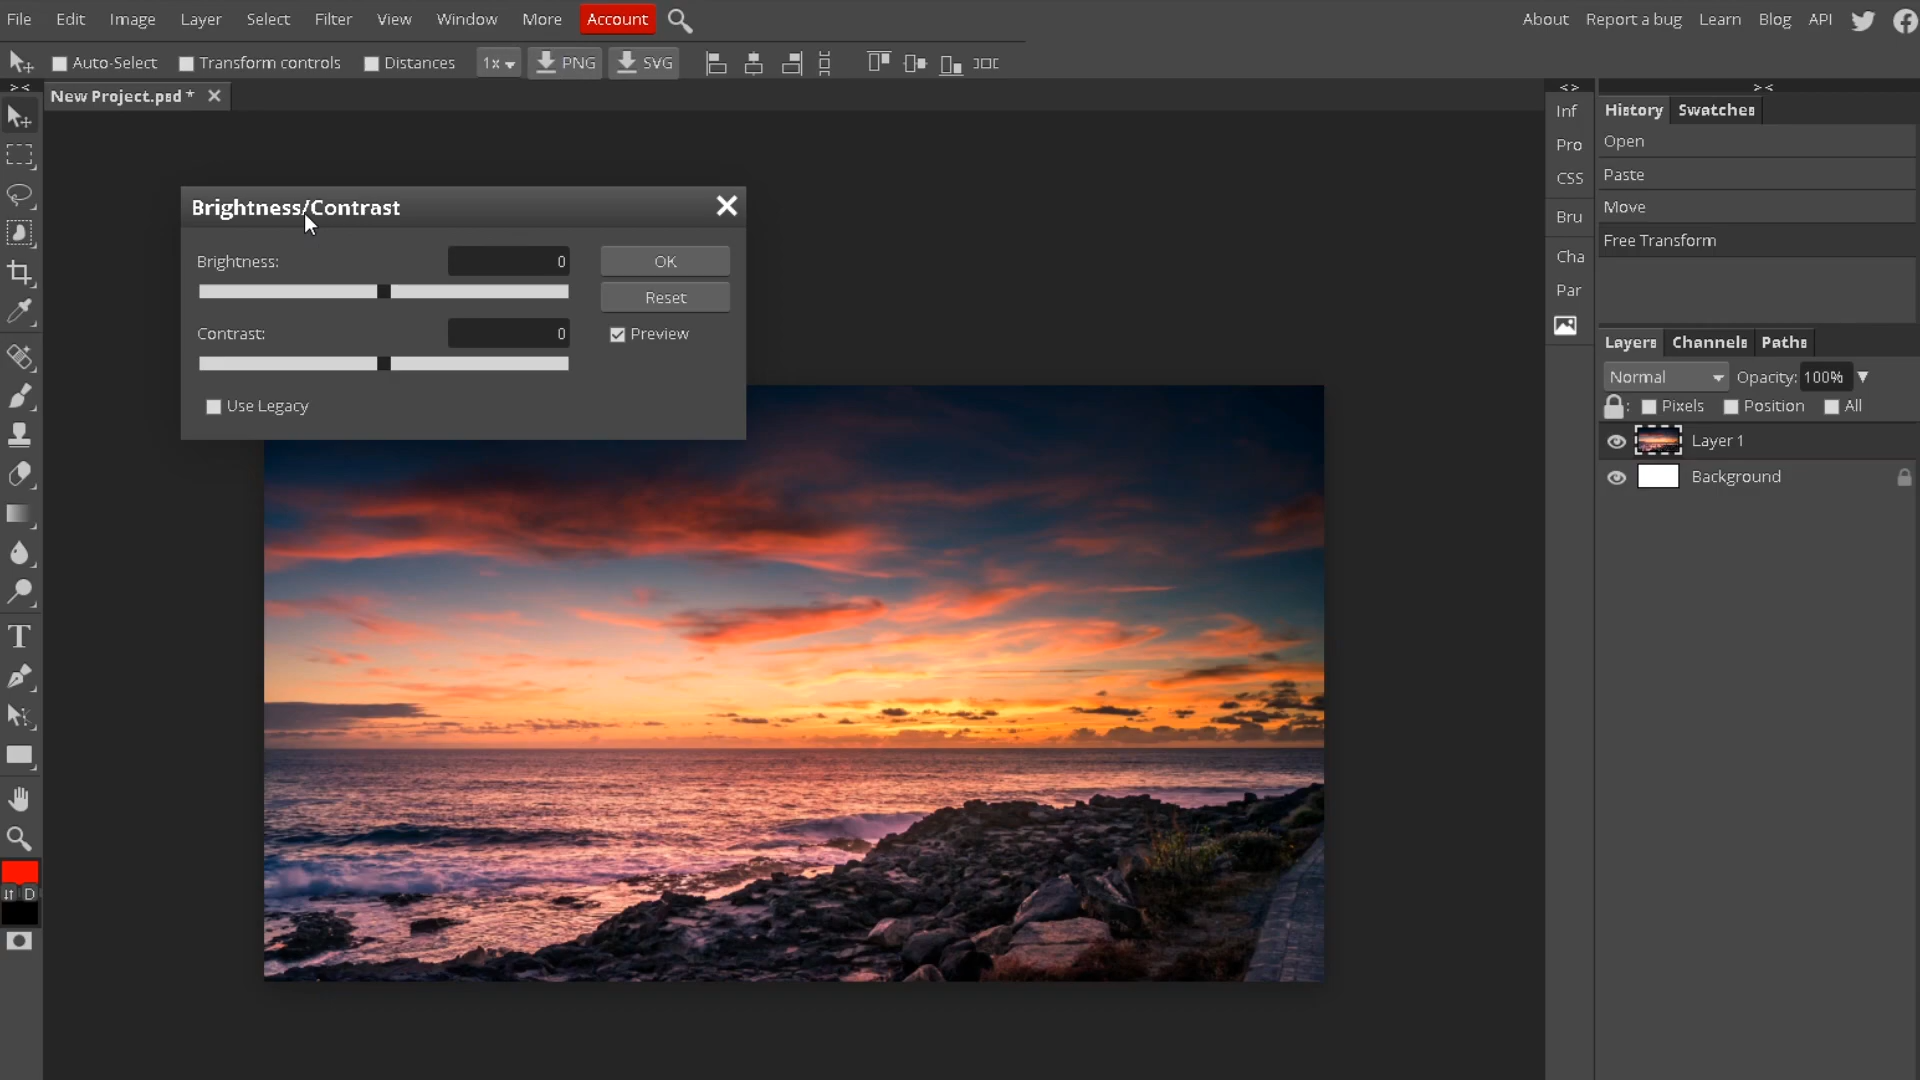 File Edit Image Layer Select Filter View Window More Account About Report a bug Learn Blog API
Auto-Select Transform controls Distances 1x PNG SVG
New Project.psd *
Inf
Pro
CSS
Bru
Cha
Par
History Swatches
Open
Paste
Move
Free Transform
Brightness/Contrast
Brightness: 0 OK
Reset
Contrast: 0 Preview
Use Legacy
Layers Channels Paths
Normal Opacity: 100%
: Pixels Position All
Layer 1
Background
T
D